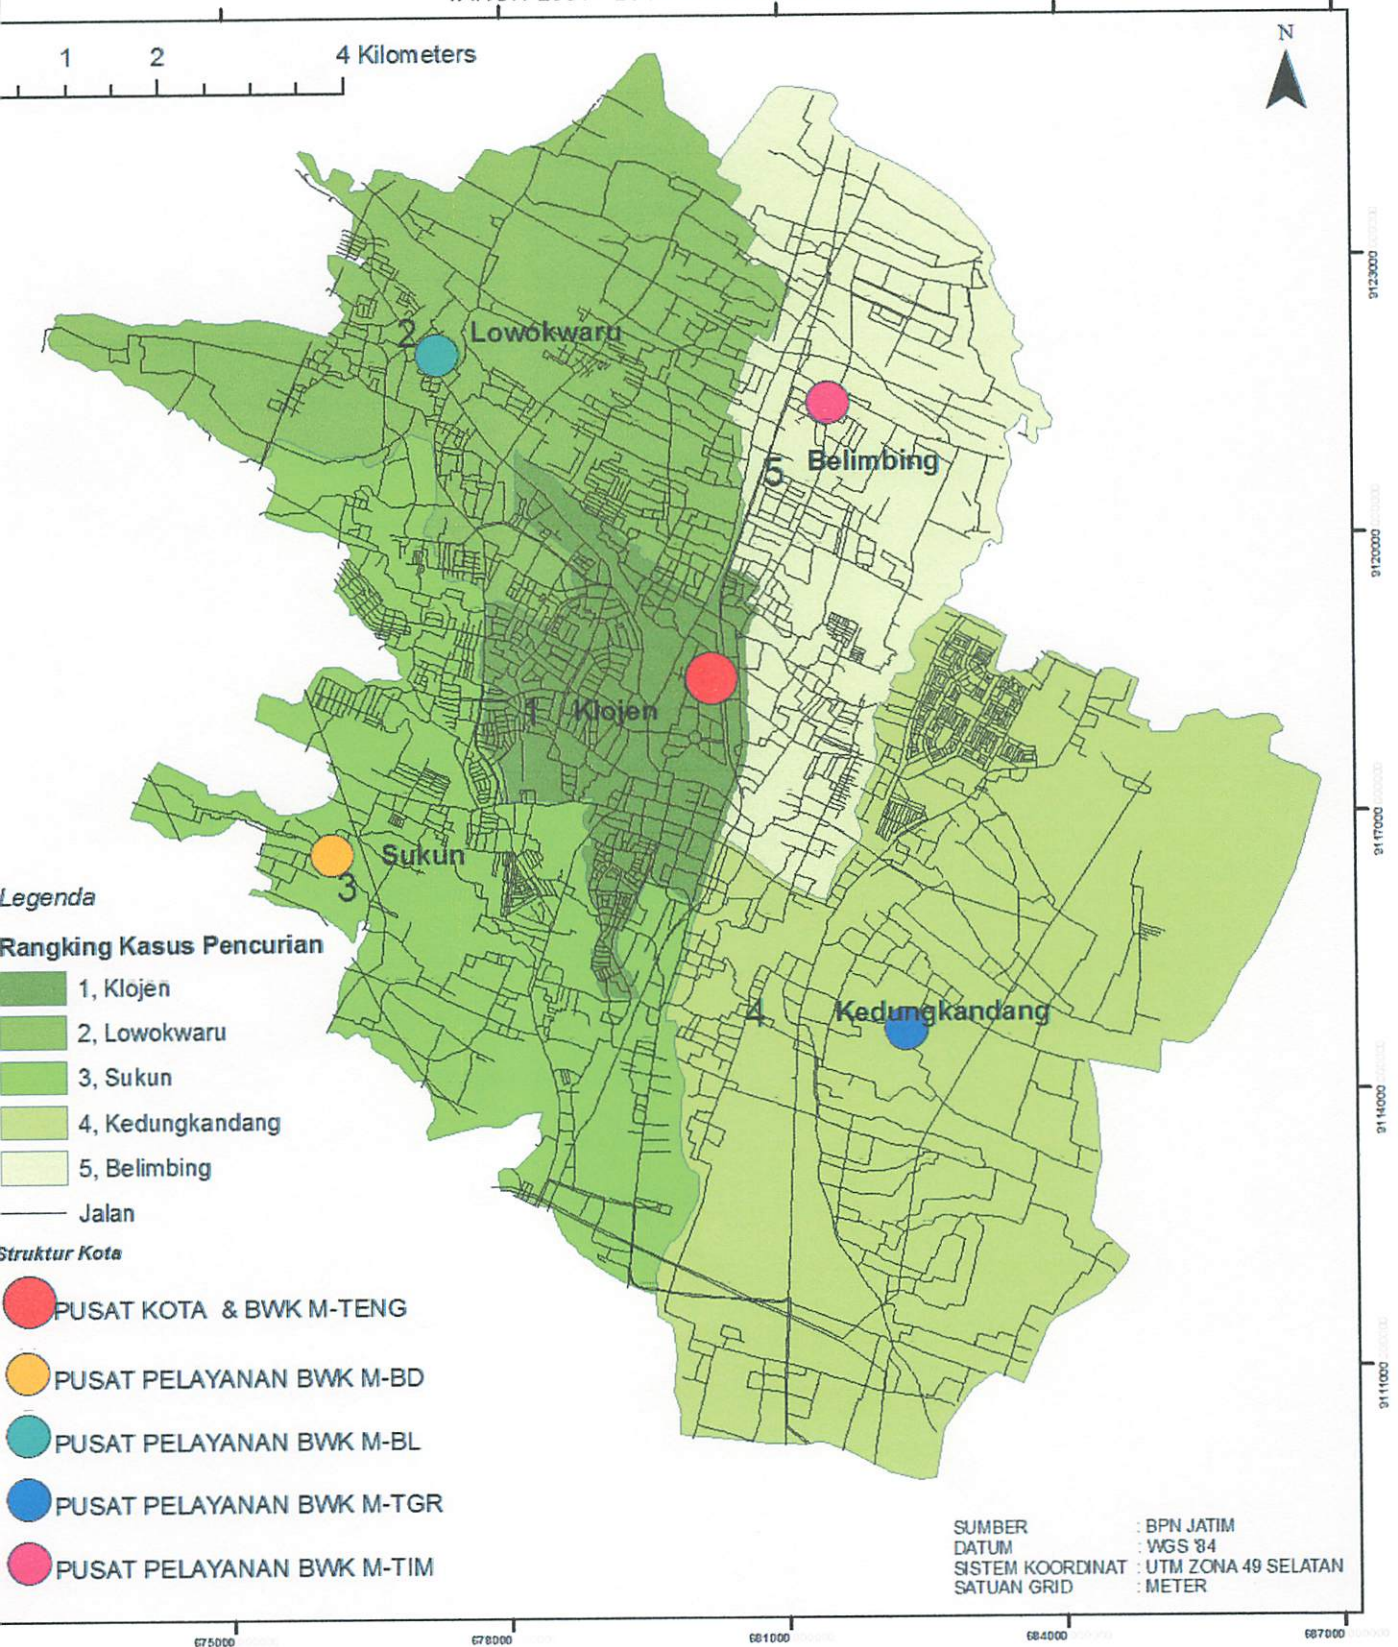 1 2 4 Kilometers
N
9123000
2 Lowokwaru
5 Belimbing
9120000
1 Klojen
9117000
Sukun
3
Legenda
Rangking Kasus Pencurian
1, Klojen
2, Lowokwaru
3, Sukun
4, Kedungkandang
5, Belimbing
Jalan
4 Kedungkandang
9114000
Struktur Kota
PUSAT KOTA & BWK M-TENG
PUSAT PELAYANAN BWK M-BD
PUSAT PELAYANAN BWK M-BL
PUSAT PELAYANAN BWK M-TGR
PUSAT PELAYANAN BWK M-TIM
9111000
SUMBER : BPN JATIM
DATUM : WGS '84
SISTEM KOORDINAT : UTM ZONA 49 SELATAN
SATUAN GRID : METER
675000 678000 681000 684000 687000